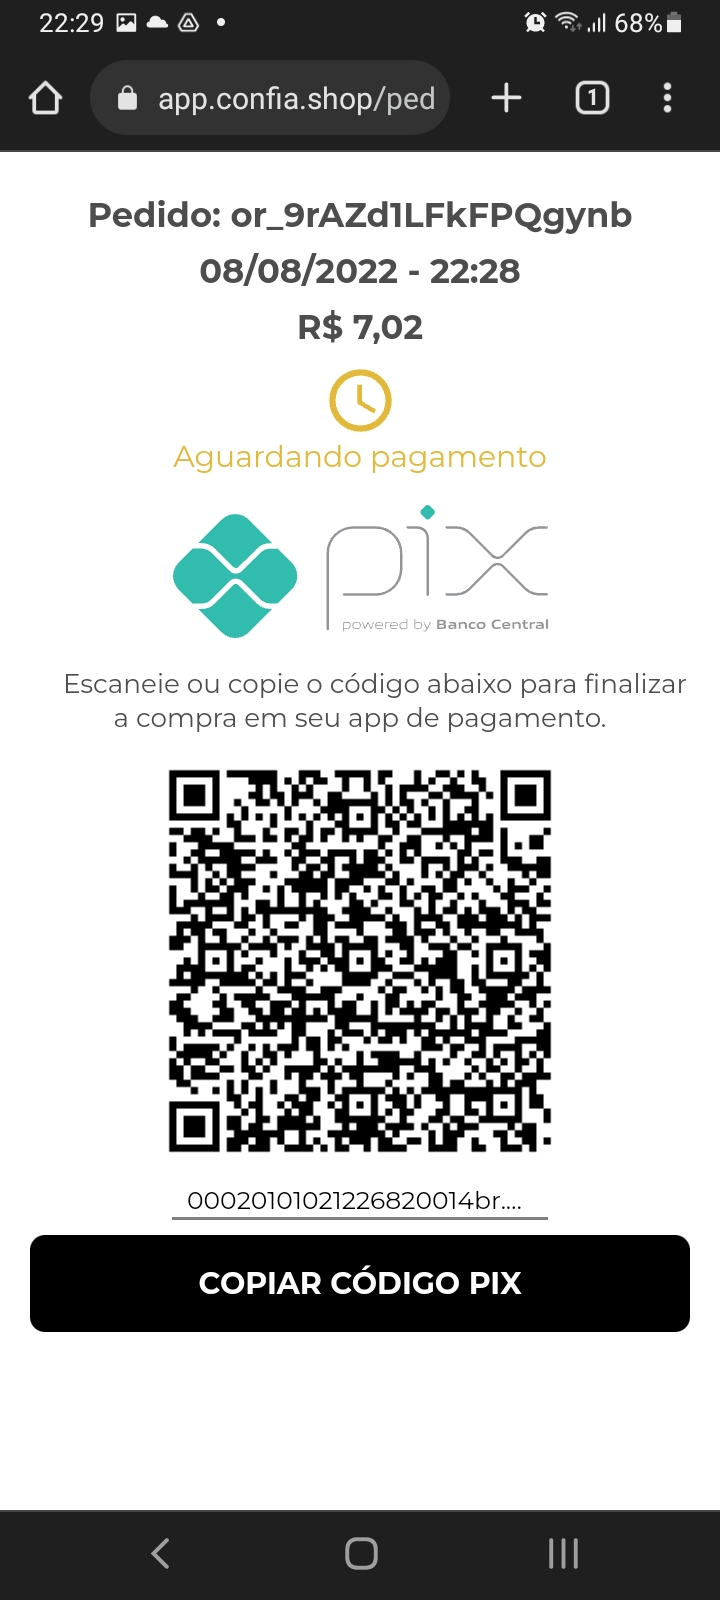 22:29
68%
app.confia.shop/ped
1
Pedido: or_9rAZd1LFkFPQgynb
08/08/2022 - 22:28
R$ 7,02
Aguardando pagamento
pix
powered by Banco Central
Escaneie ou copie o código abaixo para finalizar
a compra em seu app de pagamento.
00020101021226820014br....
COPIAR CÓDIGO PIX